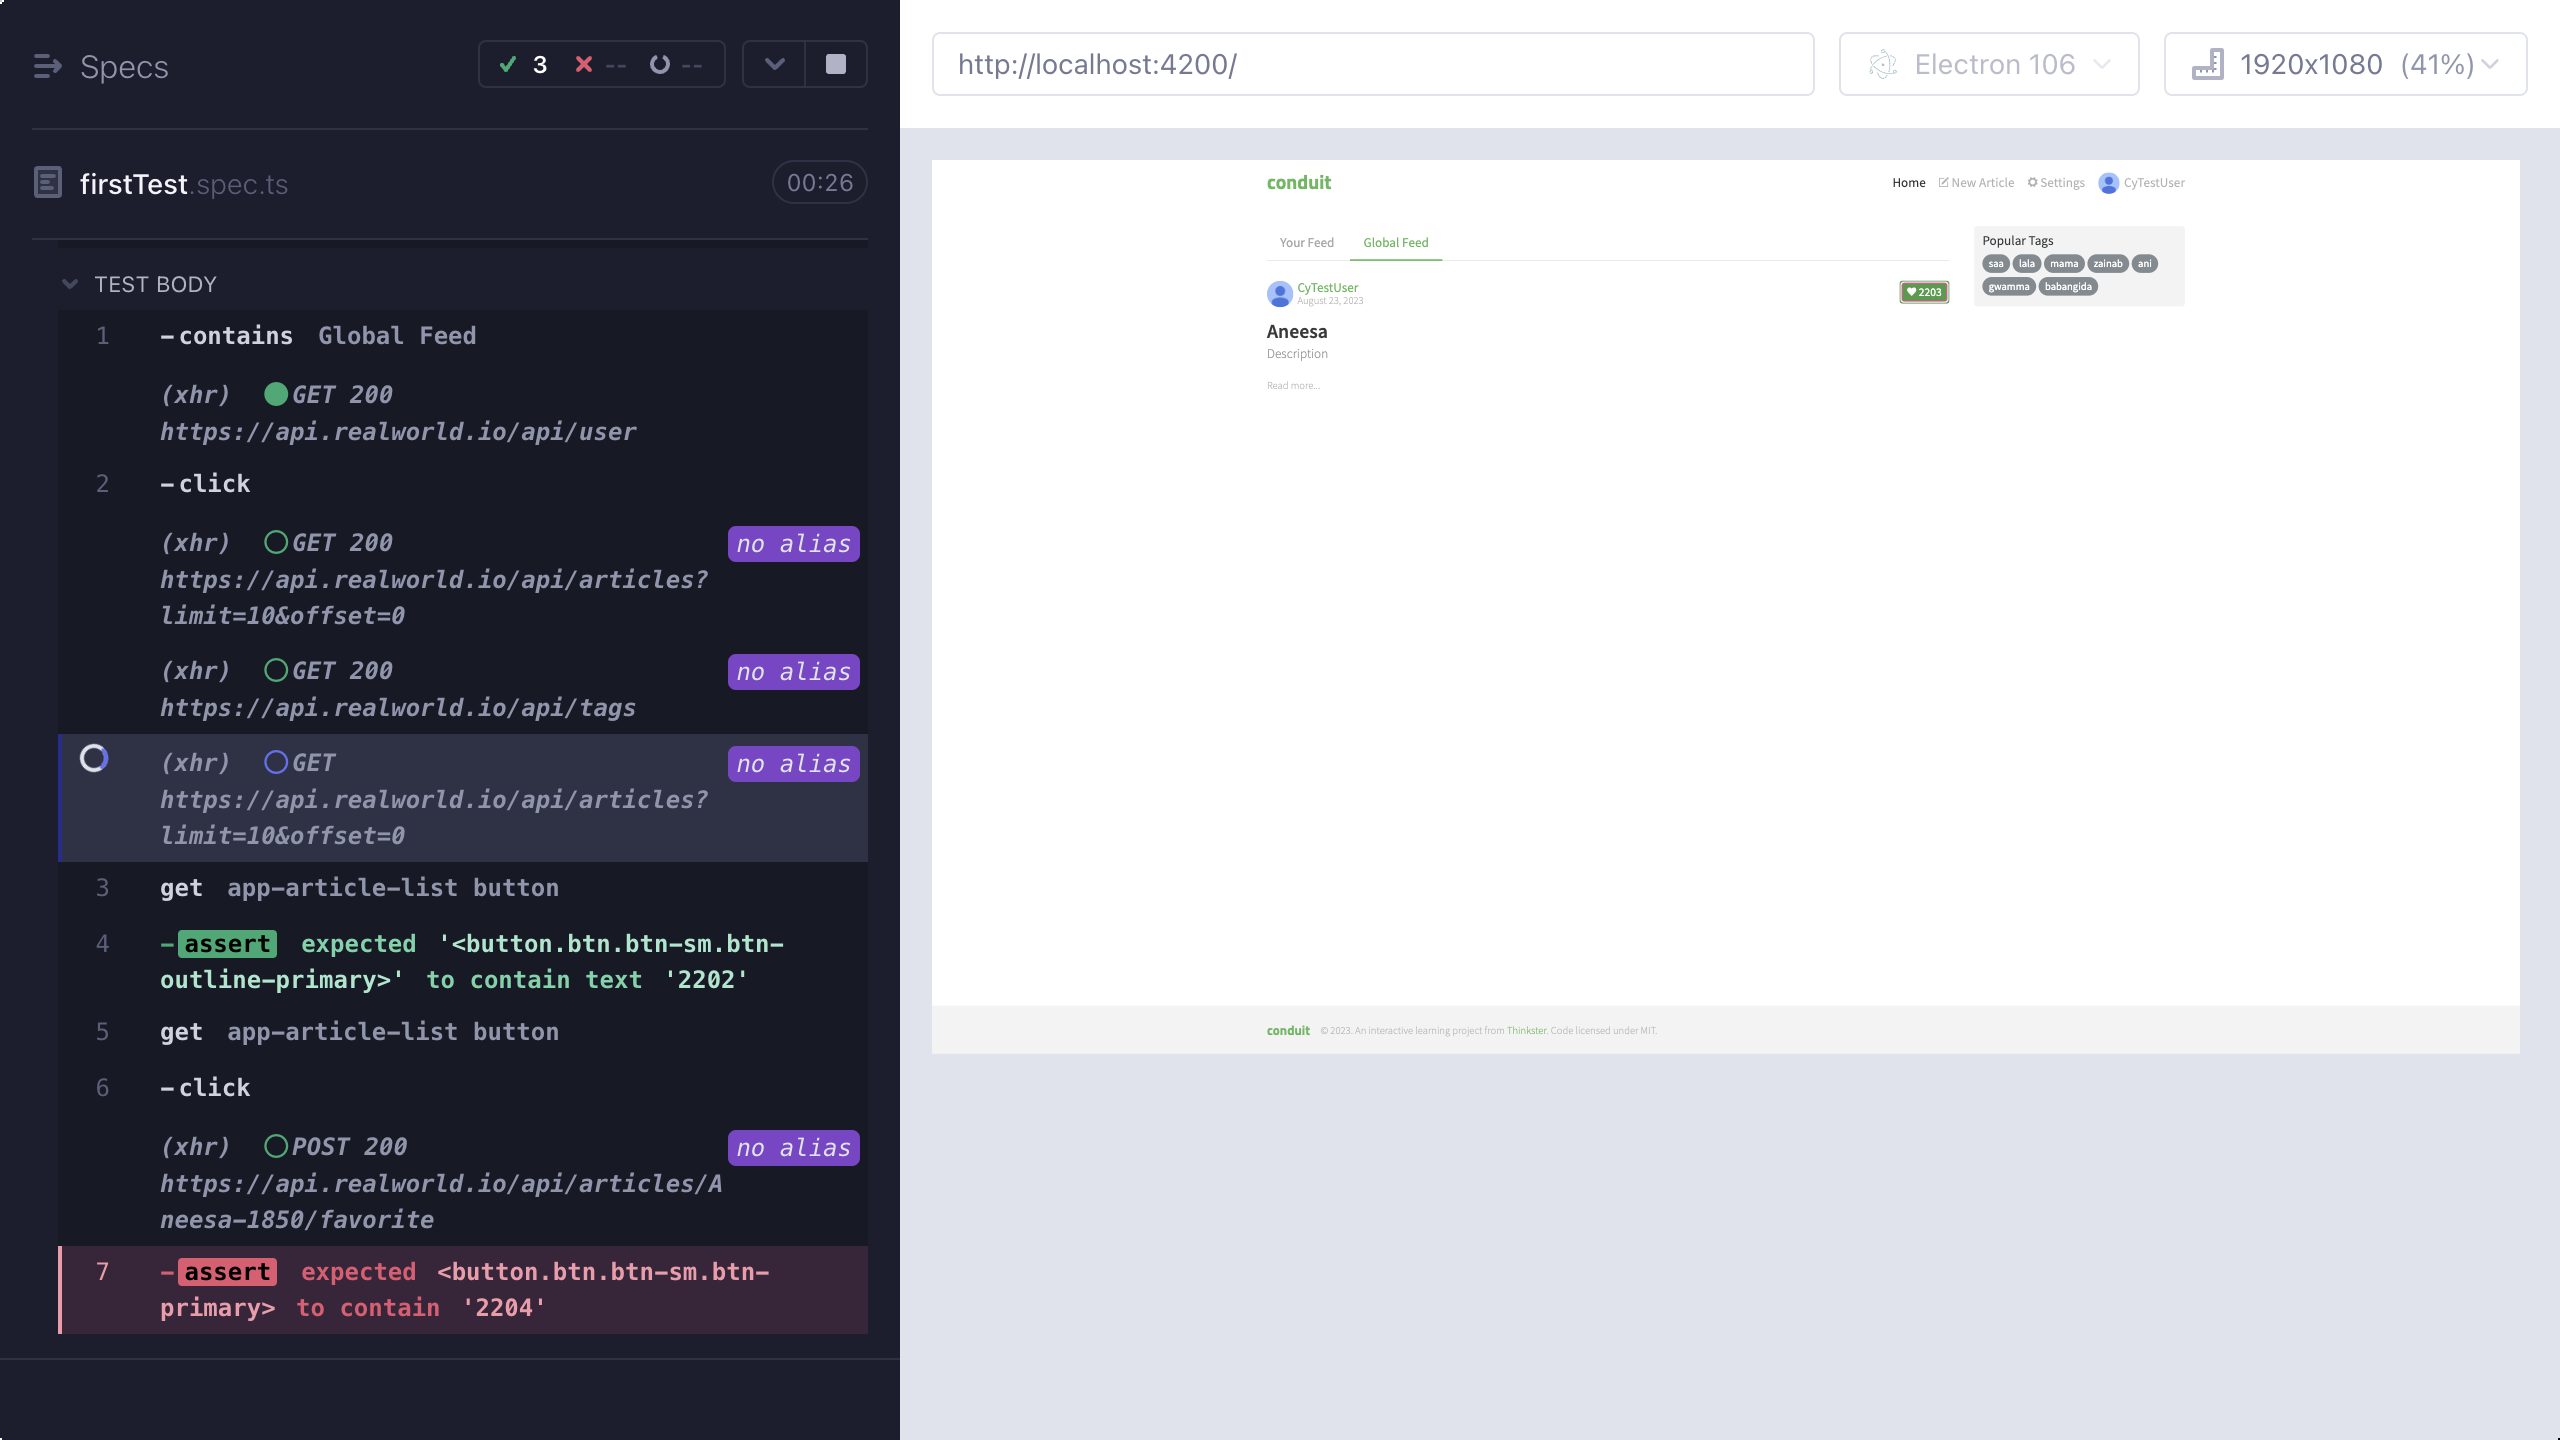 Specs
3 -- --
firstTest.spec.ts
00:26
TEST BODY
1 -contains Global Feed
(xhr) GET 200
https://api.realworld.io/api/user
2 -click
(xhr) GET 200 no alias
https://api.realworld.io/api/articles?
limit=10&offset=0
(xhr) GET 200 no alias
https://api.realworld.io/api/tags
(xhr) GET no alias
https://api.realworld.io/api/articles?
limit=10&offset=0
3 get app-article-list button
4 -assert expected '<button.btn.btn-sm.btn-
outline-primary>' to contain text '2202'
5 get app-article-list button
6 -click
(xhr) POST 200 no alias
https://api.realworld.io/api/articles/A
neesa-1850/favorite
7 -assert expected <button.btn.btn-sm.btn-
primary> to contain '2204'
http://localhost:4200/
Electron 106
1920x1080 (41%)
conduit
Home New Article Settings CyTestUser
Your Feed Global Feed
CyTestUser
August 23, 2023
2203
Aneesa
Description
Read more...
Popular Tags
saa lala mama zainab ani
gwamma babangida
conduit © 2023. An interactive learning project from Thinkster. Code licensed under MIT.